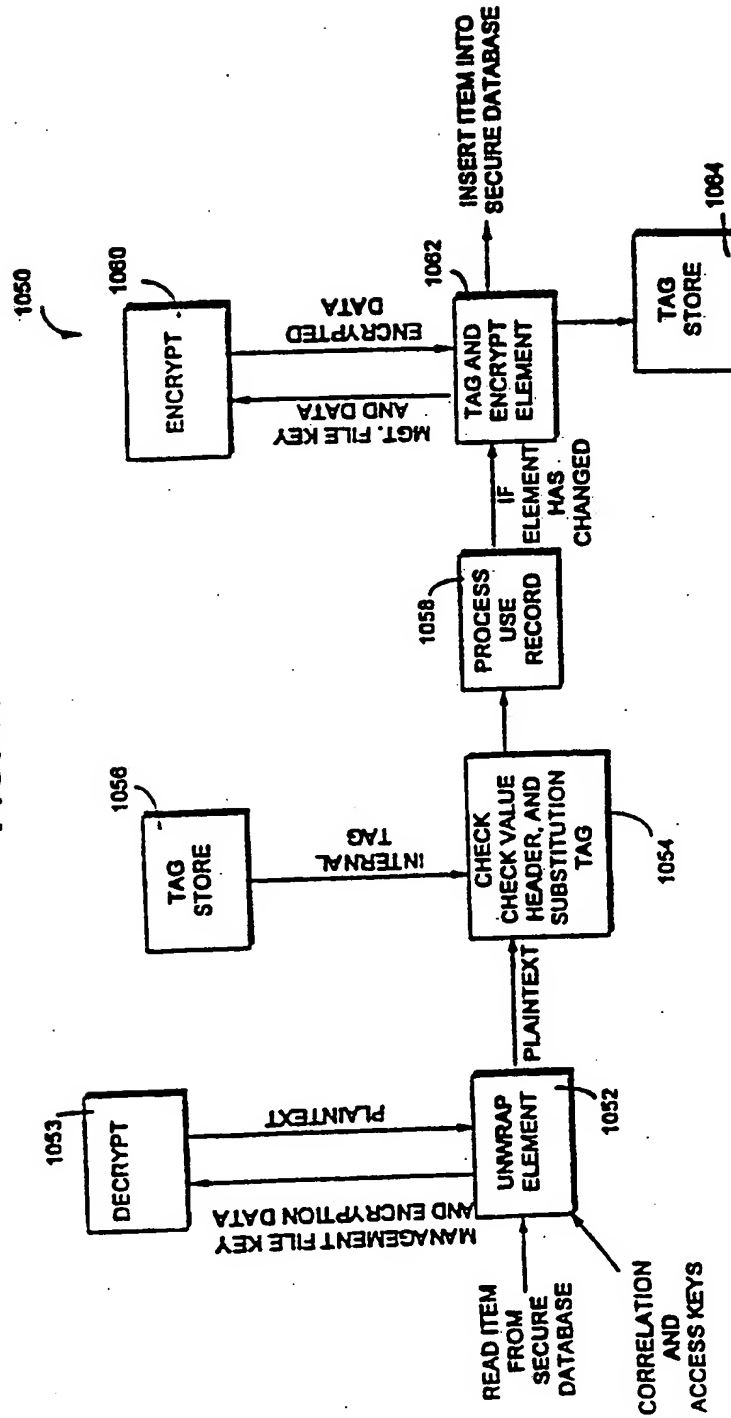 1050
1053
DECRYPT
MANAGEMENT FILE KEY
AND ENCRYPTION DATA
PLAINTEXT
READ ITEM
FROM
SECURE
DATABASE
CORRELATION
AND
ACCESS KEYS
UNWRAP
ELEMENT
1052
PLAINTEXT
1056
TAG
STORE
INTERNAL
TAG
CHECK
CHECK VALUE
HEADER, AND
SUBSTITUTION
TAG
1054
1058
PROCESS
USE
RECORD
IF
ELEMENT
HAS
CHANGED
1060
ENCRYPT
MGT. FILE KEY
AND DATA
ENCRYPTED
DATA
1062
TAG AND
ENCRYPT
ELEMENT
INSERT ITEM INTO
SECURE DATABASE
TAG
STORE
1064